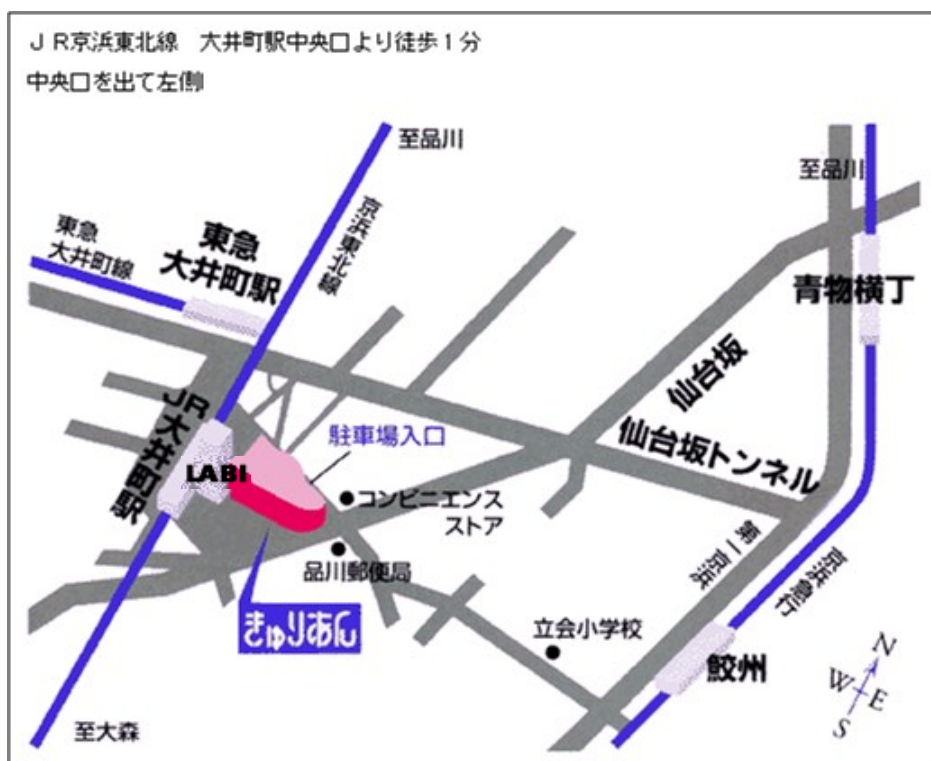 JR京浜東北線　大井町駅中央口より徒歩1分
中央口を出て左側
至品川
至品川
京浜東北線
東急
大井町線
東急
大井町駅
青物横丁
仙台坂
仙台坂トンネル
駐車場入口
JR大井町駅
LABI
コンビニエンス
ストア
品川郵便局
第一京浜
京浜急行
きゅりあん
立会小学校
鮫州
至大森
N
W
E
S